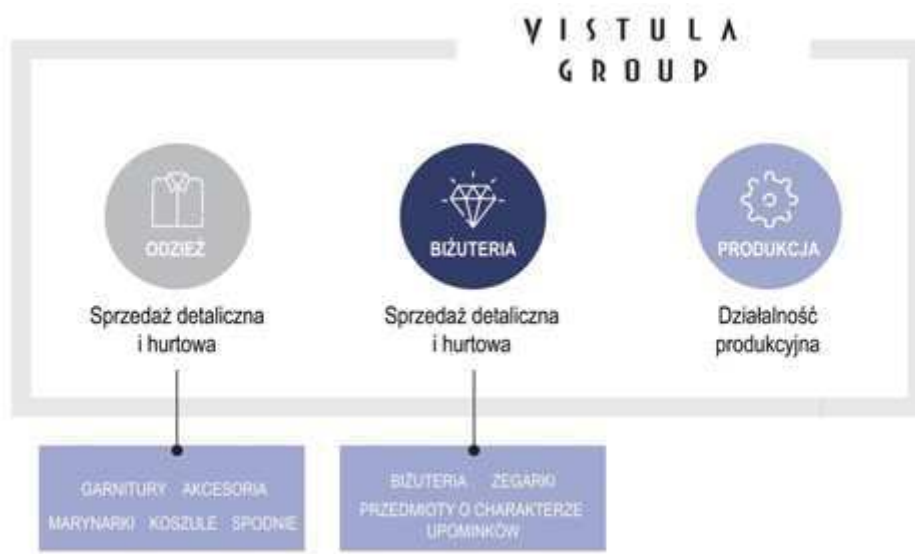 VISTULA
GROUP
ODZIEŻ
BIŻUTERIA
PRODUKCJA
Sprzedaż detaliczna
i hurtowa
Sprzedaż detaliczna
i hurtowa
Działalność
produkcyjna
GARNITURY AKCESORIA
MARYNARKI KOSZULE SPODNIE
BIŻUTERIA ZEGARKI
PRZEDMIOTY O CHARAKTERZE
UPOMINKÓW